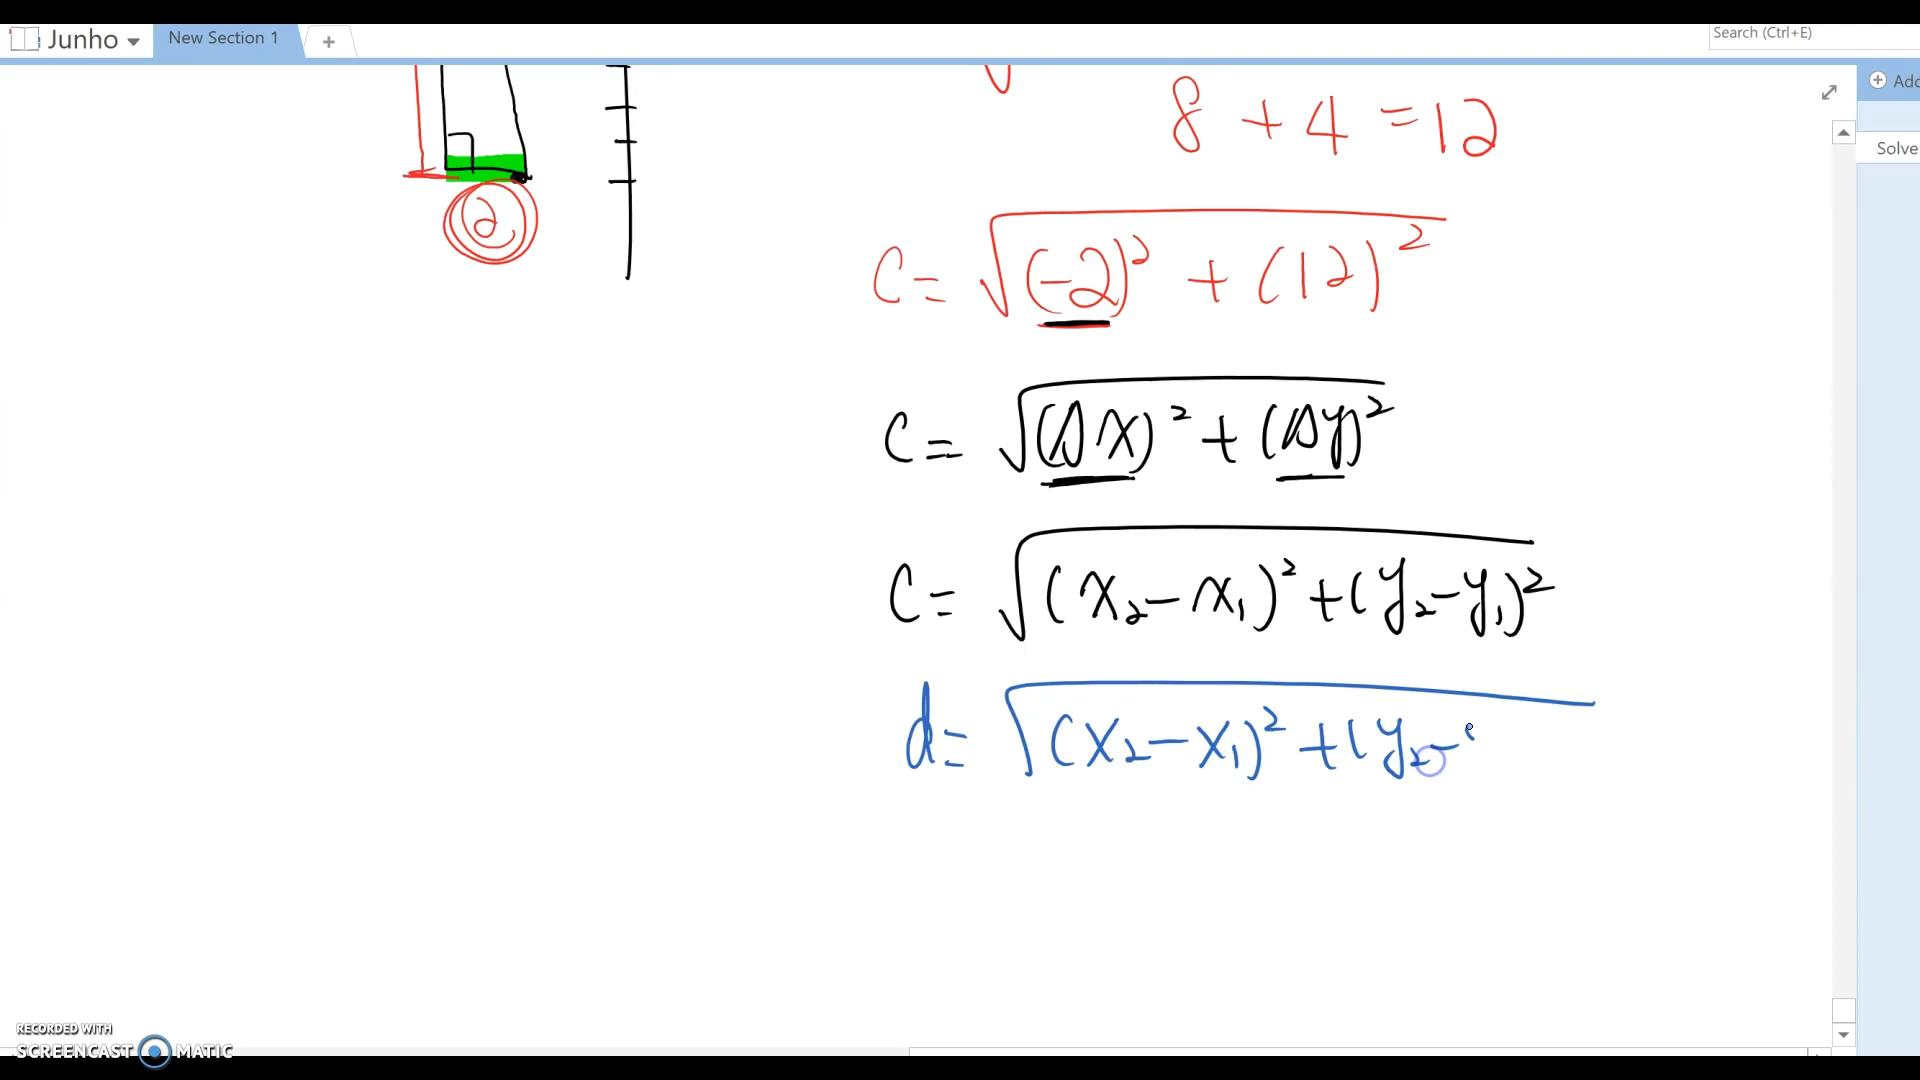 Junho
New Section 1
+
Search (Ctrl+E)
Add
Solve
8 + 4 = 12
2
C = √(-2)² + (12)²
C = √(Δx)² + (Δy)²
C = √(x₂-x₁)² + (y₂-y₁)²
d = √(x₂-x₁)² + (y₂-
RECORDED WITH
SCREENCAST MATIC